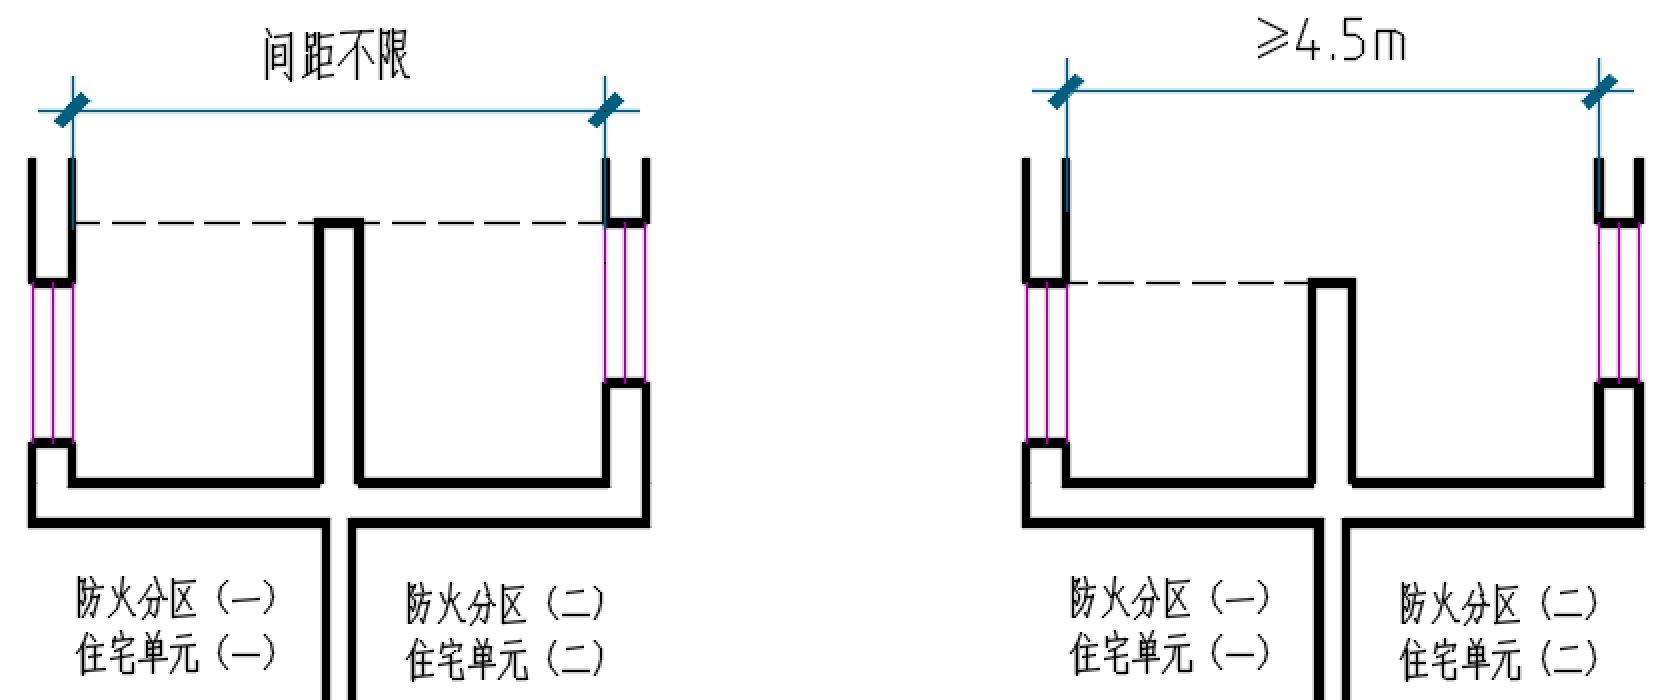 间距不限
防火分区（一）
住宅单元（一）
防火分区（二）
住宅单元（二）
≥4.5m
防火分区（一）
住宅单元（一）
防火分区（二）
住宅单元（二）